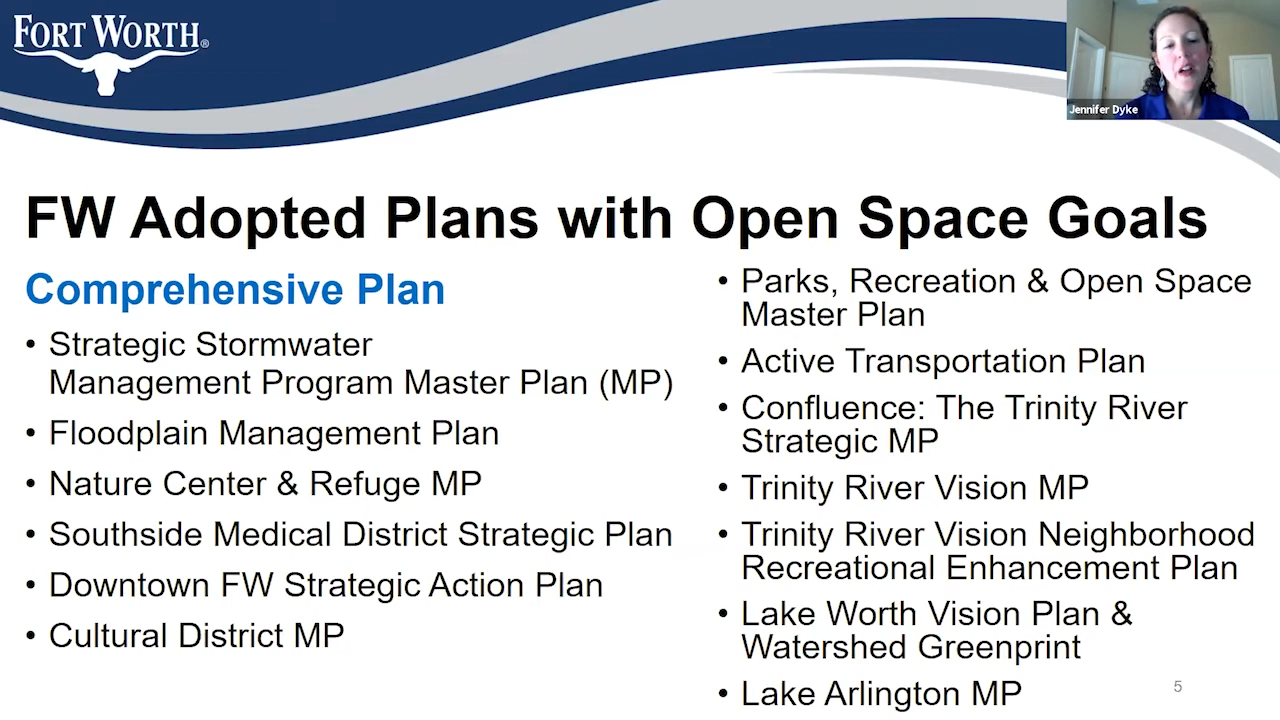 FORT WORTH®
Jennifer Dyke
FW Adopted Plans with Open Space Goals
Comprehensive Plan
• Strategic Stormwater
Management Program Master Plan (MP)
• Floodplain Management Plan
• Nature Center & Refuge MP
• Southside Medical District Strategic Plan
• Downtown FW Strategic Action Plan
• Cultural District MP
• Parks, Recreation & Open Space
Master Plan
• Active Transportation Plan
• Confluence: The Trinity River
Strategic MP
• Trinity River Vision MP
• Trinity River Vision Neighborhood
Recreational Enhancement Plan
• Lake Worth Vision Plan &
Watershed Greenprint
• Lake Arlington MP
5